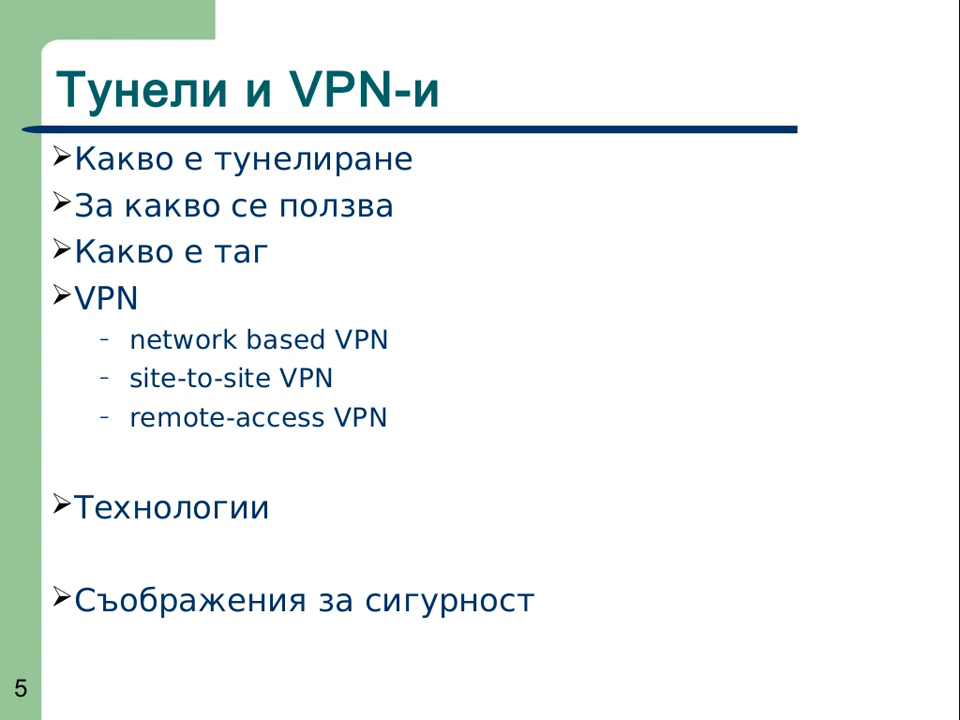 Тунели и VPN-и
Какво е тунелиране
За какво се ползва
Какво е таг
VPN
– network based VPN
– site-to-site VPN
– remote-access VPN
Технологии
Съображения за сигурност
5